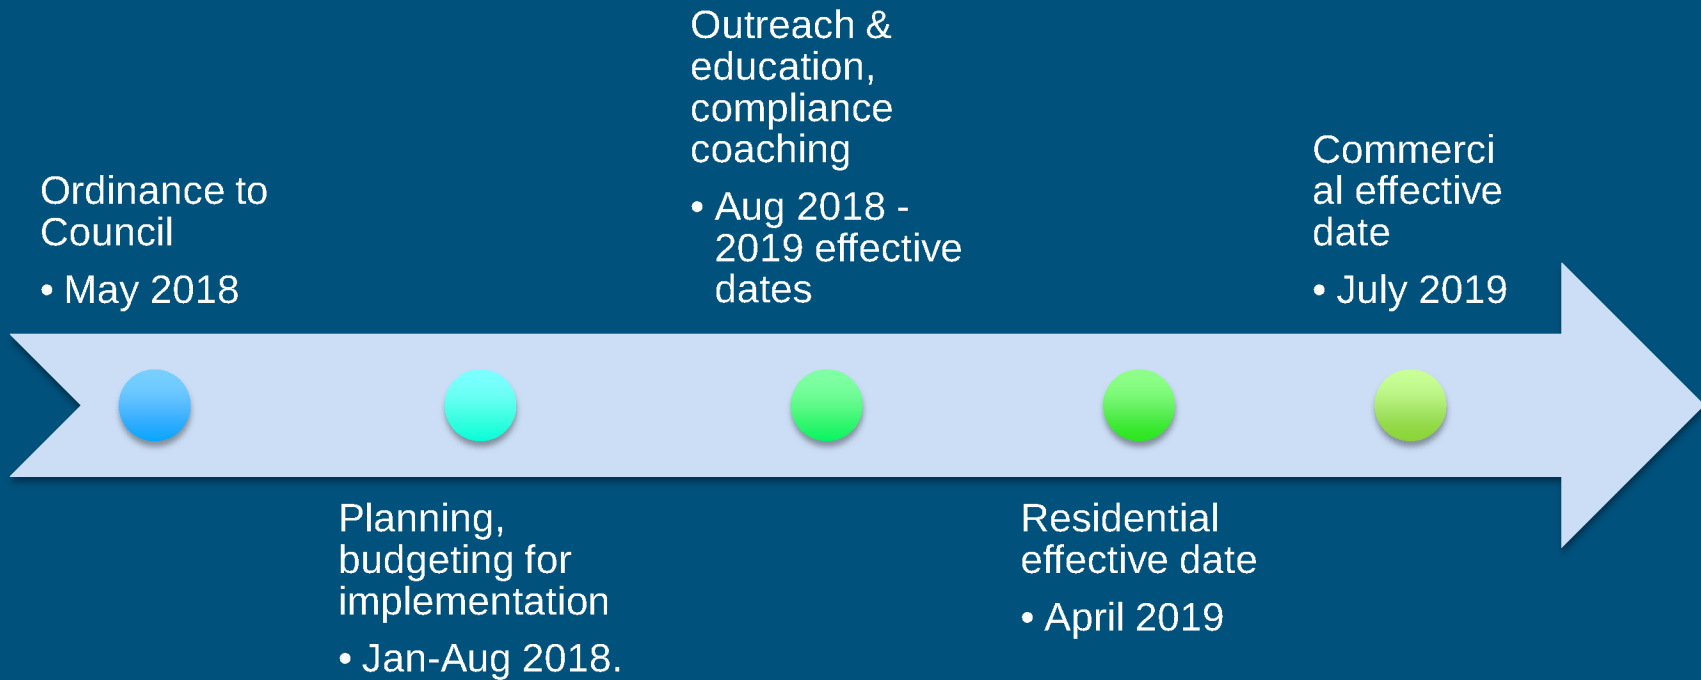 Ordinance to
Council
• May 2018
Planning,
budgeting for
implementation
• Jan-Aug 2018.
Outreach &
education,
compliance
coaching
• Aug 2018 -
2019 effective
dates
Residential
effective date
• April 2019
Commerci
al effective
date
• July 2019